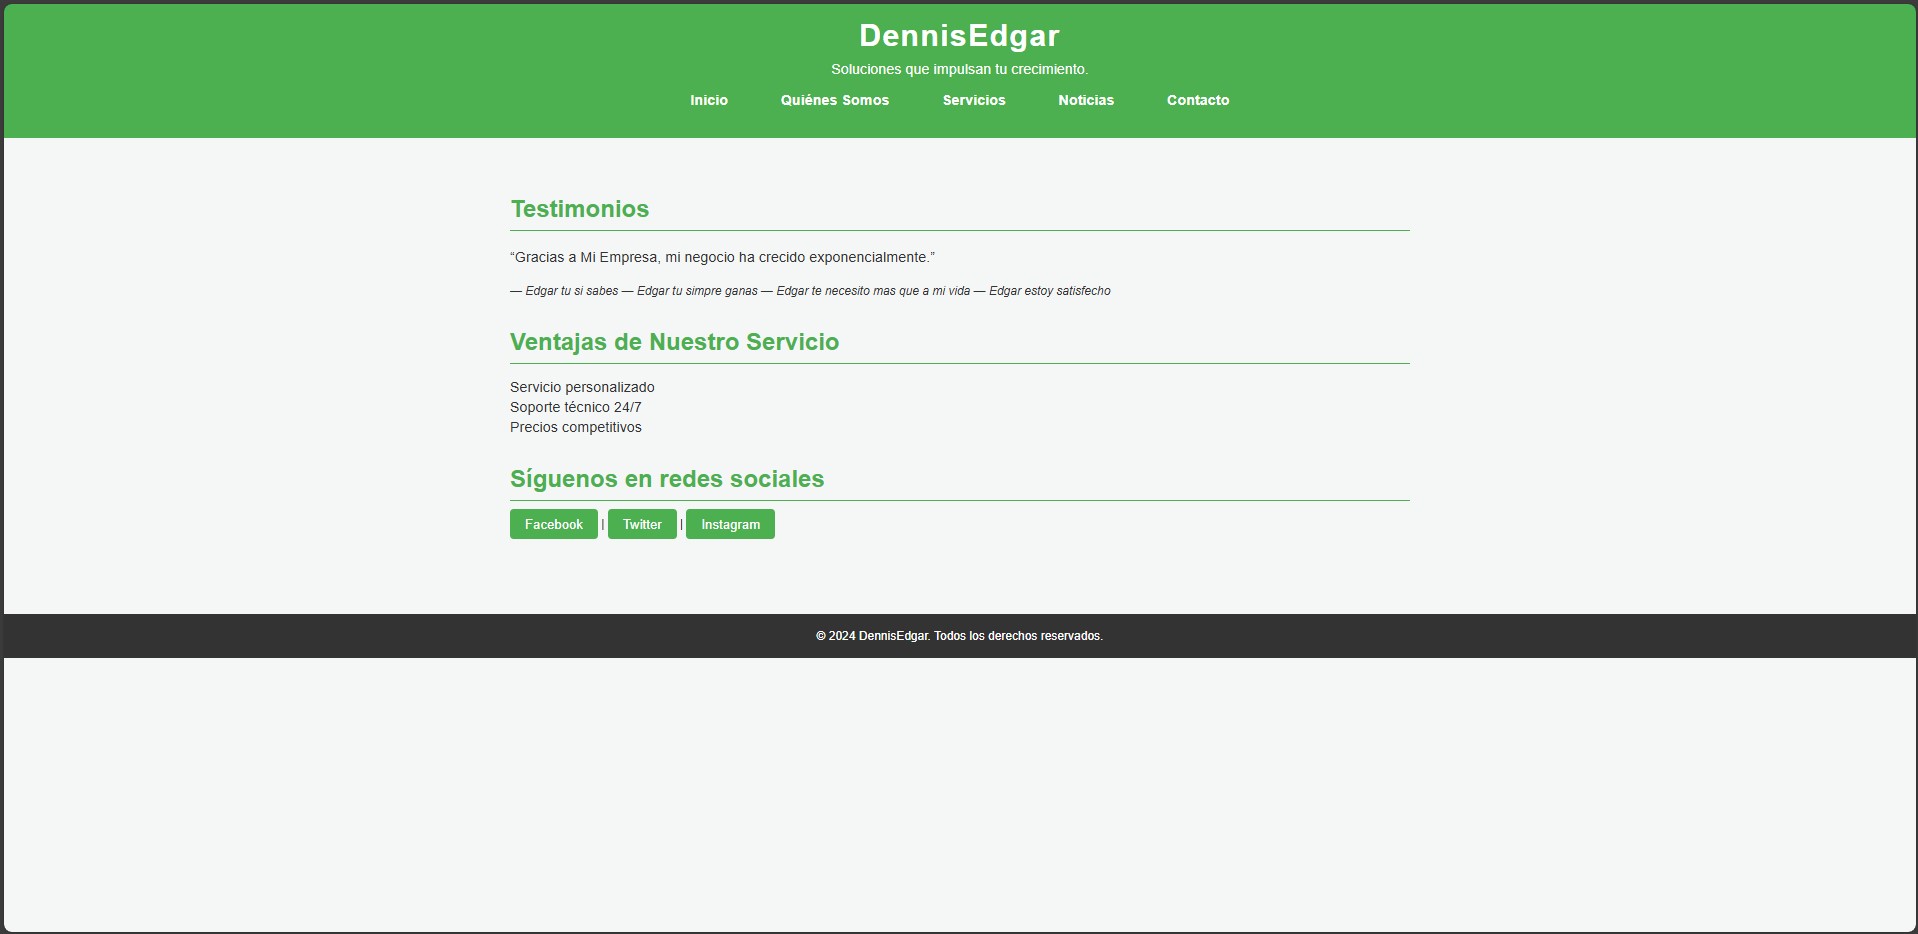 DennisEdgar
Soluciones que impulsan tu crecimiento.
Inicio Quiénes Somos Servicios Noticias Contacto
Testimonios
“Gracias a Mi Empresa, mi negocio ha crecido exponencialmente.”
— Edgar tu si sabes — Edgar tu simpre ganas — Edgar te necesito mas que a mi vida — Edgar estoy satisfecho
Ventajas de Nuestro Servicio
Servicio personalizado
Soporte técnico 24/7
Precios competitivos
Síguenos en redes sociales
Facebook | Twitter | Instagram
© 2024 DennisEdgar. Todos los derechos reservados.